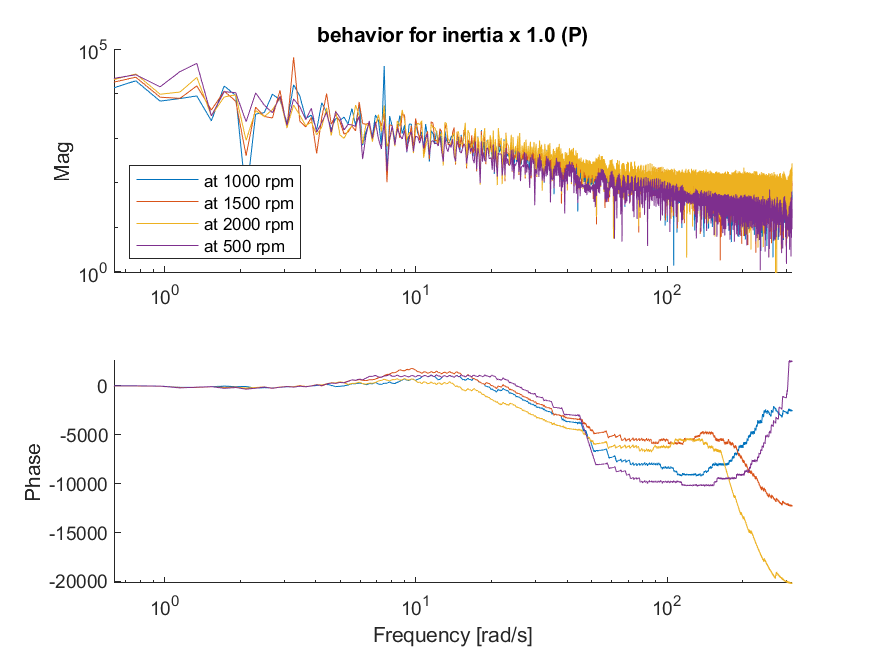 behavior for inertia x 1.0 (P)
10^5
Mag
at 1000 rpm
at 1500 rpm
at 2000 rpm
at 500 rpm
10^0
10^0 10^1 10^2
0
-5000
Phase
-10000
-15000
-20000
10^0 10^1 10^2
Frequency [rad/s]